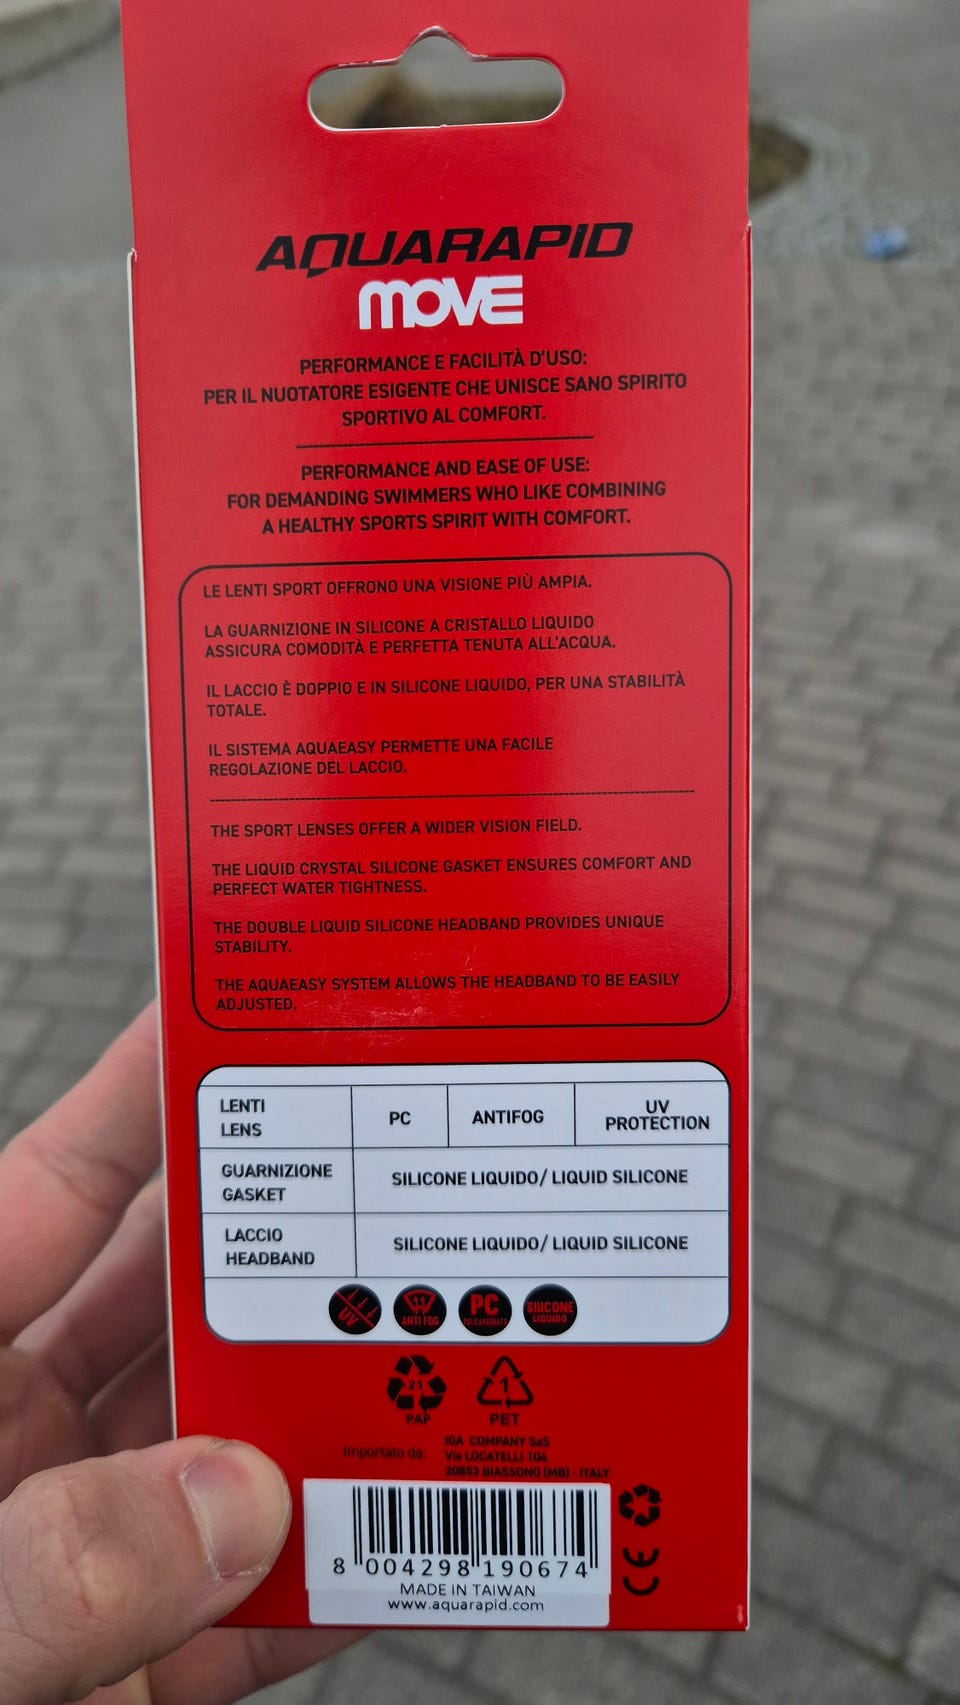 AQUARAPID
MOVE
PERFORMANCE E FACILITÀ D'USO:
PER IL NUOTATORE ESIGENTE CHE UNISCE SANO SPIRITO
SPORTIVO AL COMFORT.
PERFORMANCE AND EASE OF USE:
FOR DEMANDING SWIMMERS WHO LIKE COMBINING
A HEALTHY SPORTS SPIRIT WITH COMFORT.
LE LENTI SPORT OFFRONO UNA VISIONE PIÙ AMPIA.
LA GUARNIZIONE IN SILICONE A CRISTALLO LIQUIDO
ASSICURA COMODITÀ E PERFETTA TENUTA ALL'ACQUA.
IL LACCIO È DOPPIO E IN SILICONE LIQUIDO, PER UNA STABILITÀ
TOTALE.
IL SISTEMA AQUAEASY PERMETTE UNA FACILE
REGOLAZIONE DEL LACCIO.
THE SPORT LENSES OFFER A WIDER VISION FIELD.
THE LIQUID CRYSTAL SILICONE GASKET ENSURES COMFORT AND
PERFECT WATER TIGHTNESS.
THE DOUBLE LIQUID SILICONE HEADBAND PROVIDES UNIQUE
STABILITY.
THE AQUAEASY SYSTEM ALLOWS THE HEADBAND TO BE EASILY
ADJUSTED.
LENTI
LENS
PC
ANTIFOG
UV
PROTECTION
GUARNIZIONE
GASKET
SILICONE LIQUIDO/ LIQUID SILICONE
LACCIO
HEADBAND
SILICONE LIQUIDO/ LIQUID SILICONE
UV
ANTI FOG
PC
POLICARBONATO
SILICONE
LIQUIDO
21
PAP
1
PET
Importato da:
IGA COMPANY SaS
Via LOCATELLI 104
20853 BIASSONO (MB) - ITALY
8 004298 190674
MADE IN TAIWAN
www.aquarapid.com
CE